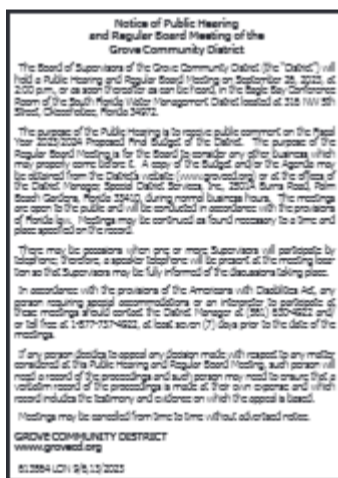 Notice of Public Hearing
and Regular Board Meeting of the
Grove Community District
The Board of Supervisors of the Grove Community District (the "District") will
hold a Public Hearing and Regular Board Meeting on September 26, 2023, at
2:00 p.m., or as soon thereafter as can be heard, in the Eagle Bay Conference
Room of the South Florida Water Management District located at 316 NW 5th
Street, Okeechobee, Florida 34972.
The purpose of the Public Hearing is to receive public comment on the Fiscal
Year 2023/2024 Proposed Final Budget of the District. The purpose of the
Regular Board Meeting is for the Board to consider any other business which
may properly come before it. A copy of the Budget and/or the Agenda may
be obtained from the District's website (www.grovecd.org) or at the offices of
the District Manager, Special District Services, Inc., 2501A Burns Road, Palm
Beach Gardens, Florida 33410, during normal business hours. The meetings
are open to the public and will be conducted in accordance with the provisions
of Florida law. Meetings may be continued as found necessary to a time and
place specified on the record.
There may be occasions when one or more Supervisors will participate by
telephone; therefore, a speaker telephone will be present at the meeting loca-
tion so that Supervisors may be fully informed of the discussions taking place.
In accordance with the provisions of the Americans with Disabilities Act, any
person requiring special accommodations or an interpreter to participate at
these meetings should contact the District Manager at (561) 630-4922 and/
or toll free at 1-877-737-4922, at least seven (7) days prior to the date of the
meetings.
If any person decides to appeal any decision made with respect to any matter
considered at this Public Hearing and Regular Board Meeting, such person will
need a record of the proceedings and such person may need to ensure that a
verbatim record of the proceedings is made at their own expense and which
record includes the testimony and evidence on which the appeal is based.
Meetings may be cancelled from time to time without advertised notice.
GROVE COMMUNITY DISTRICT
www.grovecd.org
613564 LON 9/6,13/2023